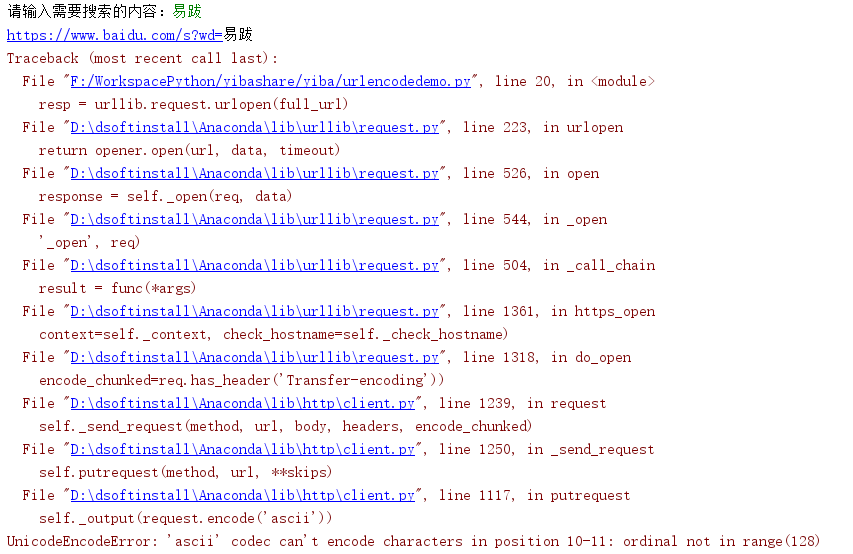 请输入需要搜索的内容：易跋
https://www.baidu.com/s?wd=易跋
Traceback (most recent call last):
  File "F:/WorkspacePython/yibashare/yiba/urlencodedemo.py", line 20, in <module>
    resp = urllib.request.urlopen(full_url)
  File "D:\dsoftinstall\Anaconda\lib\urllib\request.py", line 223, in urlopen
    return opener.open(url, data, timeout)
  File "D:\dsoftinstall\Anaconda\lib\urllib\request.py", line 526, in open
    response = self._open(req, data)
  File "D:\dsoftinstall\Anaconda\lib\urllib\request.py", line 544, in _open
    '_open', req)
  File "D:\dsoftinstall\Anaconda\lib\urllib\request.py", line 504, in _call_chain
    result = func(*args)
  File "D:\dsoftinstall\Anaconda\lib\urllib\request.py", line 1361, in https_open
    context=self._context, check_hostname=self._check_hostname)
  File "D:\dsoftinstall\Anaconda\lib\urllib\request.py", line 1318, in do_open
    encode_chunked=req.has_header('Transfer-encoding'))
  File "D:\dsoftinstall\Anaconda\lib\http\client.py", line 1239, in request
    self._send_request(method, url, body, headers, encode_chunked)
  File "D:\dsoftinstall\Anaconda\lib\http\client.py", line 1250, in _send_request
    self.putrequest(method, url, **skips)
  File "D:\dsoftinstall\Anaconda\lib\http\client.py", line 1117, in putrequest
    self._output(request.encode('ascii'))
UnicodeEncodeError: 'ascii' codec can't encode characters in position 10-11: ordinal not in range(128)